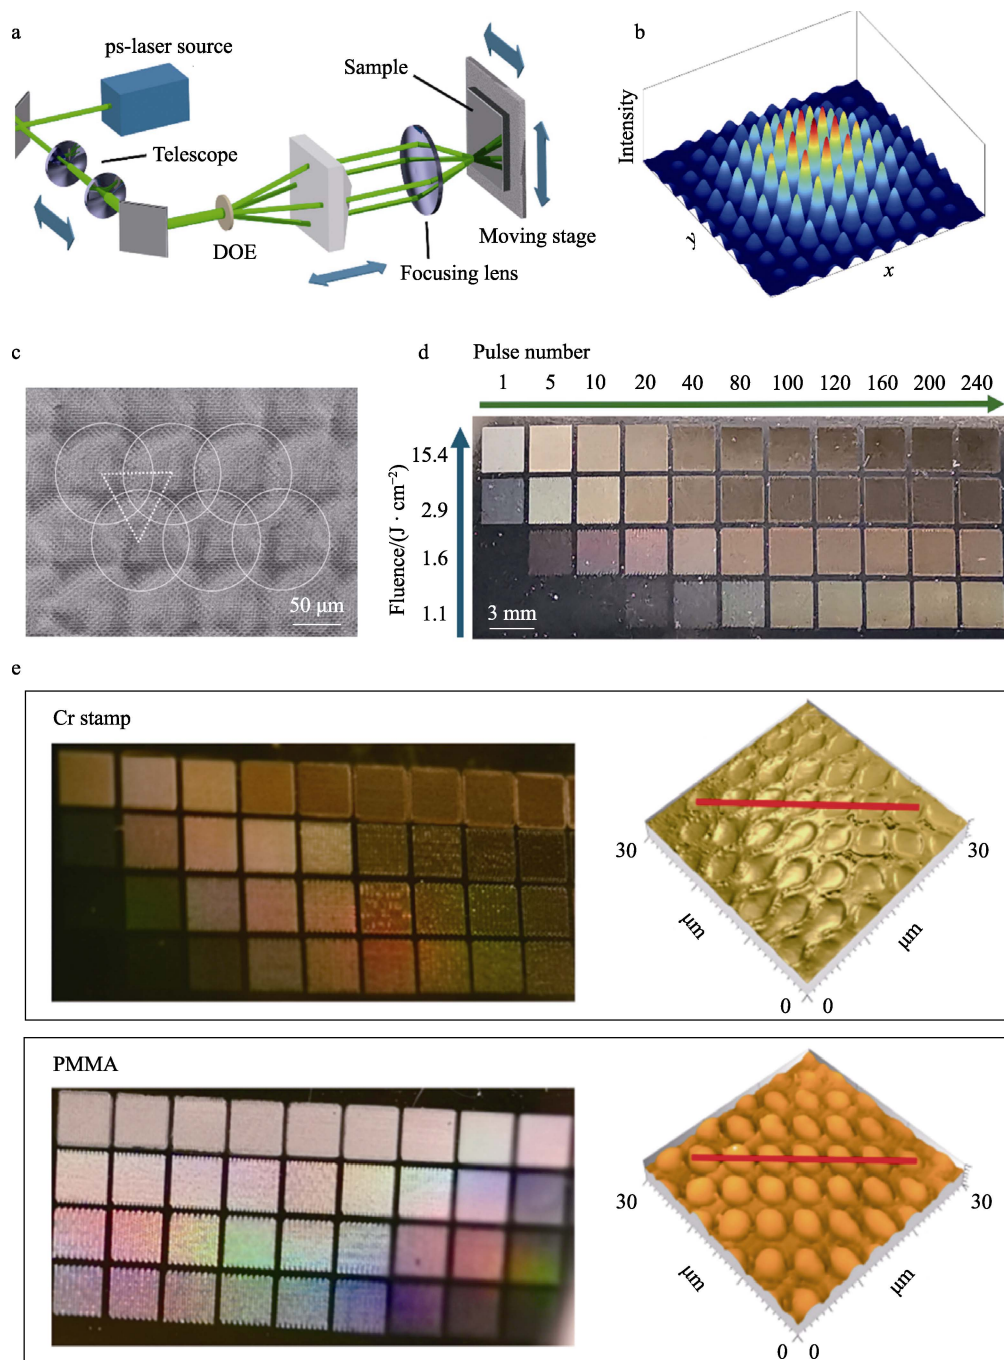 a
ps-laser source
Telescope
DOE
Sample
Focusing lens
Moving stage
b
Intensity
y
x
c
50 μm
d
Pulse number
1 5 10 20 40 80 100 120 160 200 240
Fluence/(J · cm⁻²)
15.4
2.9
1.6
1.1
3 mm
e
Cr stamp
30
30
μm
μm
0 0
PMMA
30
30
μm
μm
0 0